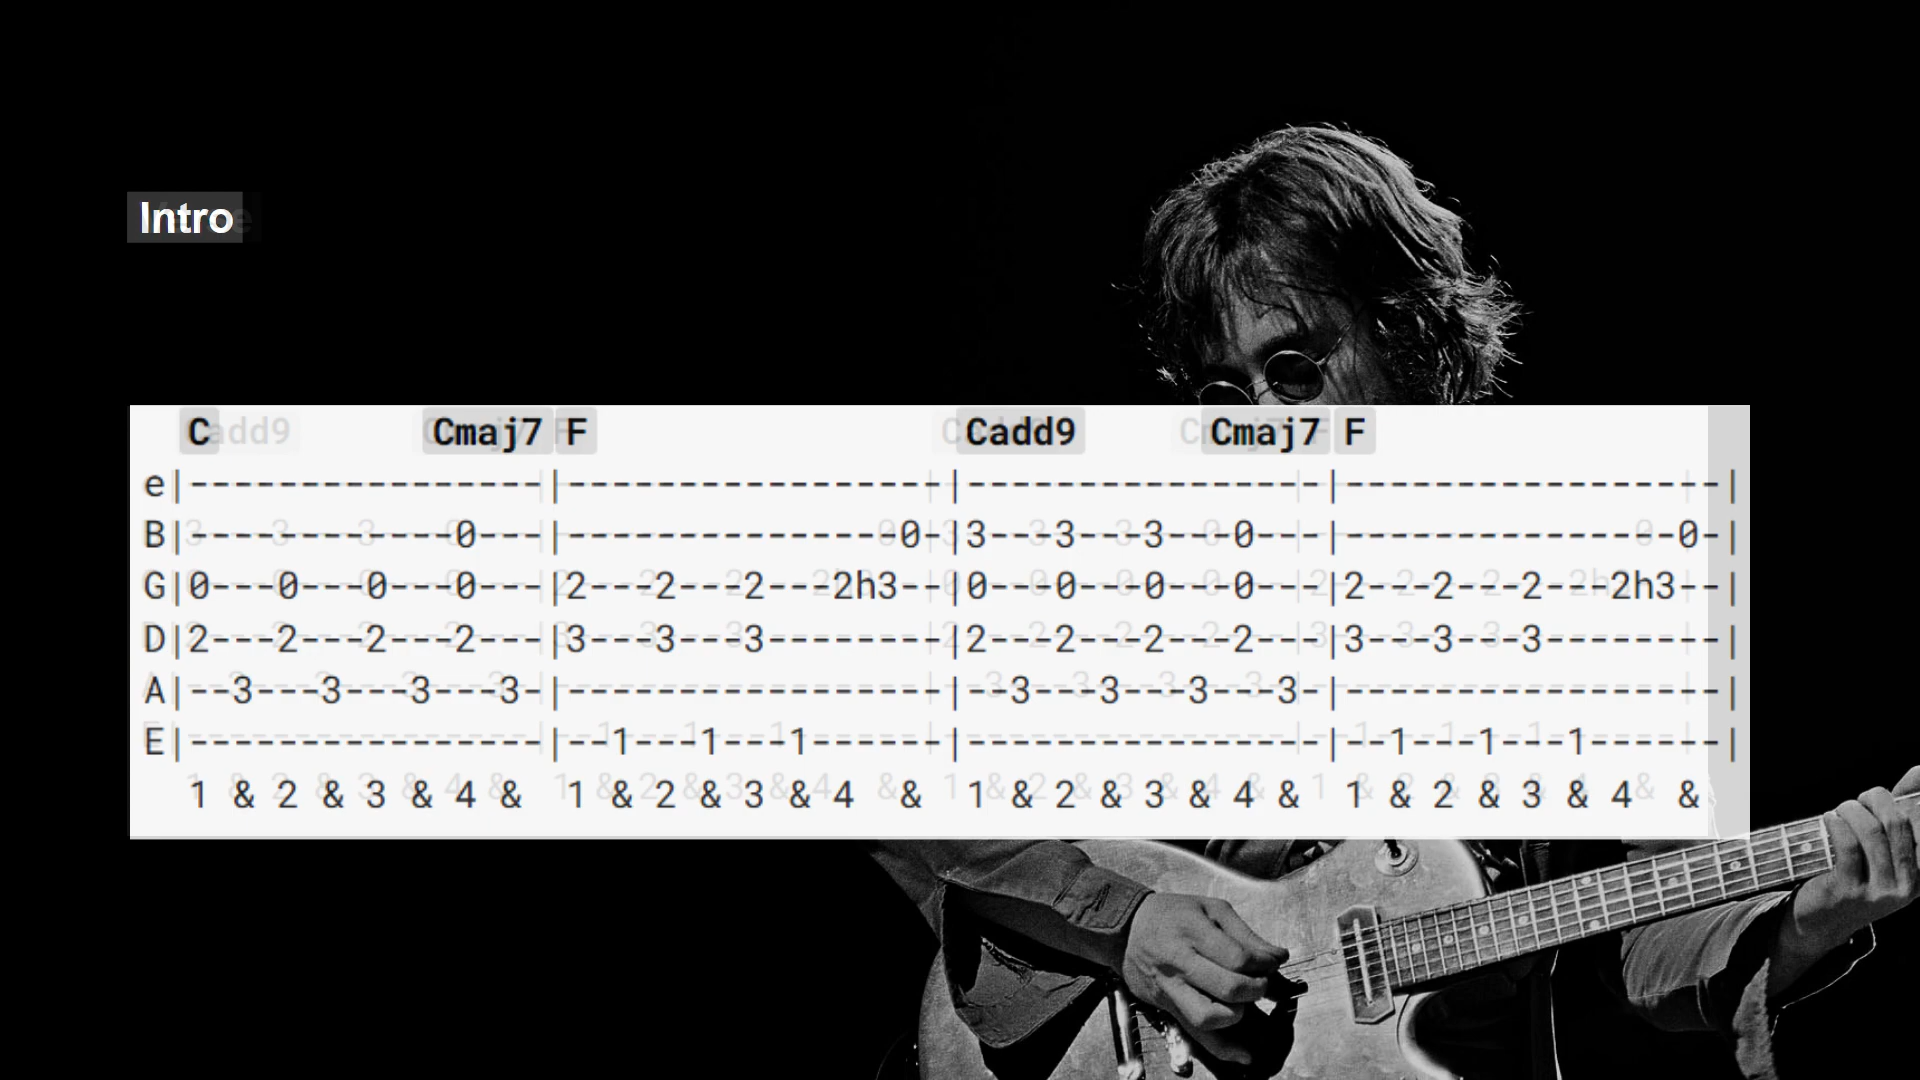 Intro
C Cmaj7 F Cadd9 Cmaj7 F
e|----------------|-----------------|----------------|-----------------|
B|------------0---|---------------0-|3---3---3---0---|---------------0-|
G|0---0---0---0---|2---2---2---2h3--|0---0---0---0---|2---2---2---2h3--|
D|2---2---2---2---|3---3---3--------|2---2---2---2---|3---3---3--------|
A|--3---3---3---3-|-----------------|--3---3---3---3-|-----------------|
E|----------------|--1---1---1------|----------------|--1---1---1------|
1 & 2 & 3 & 4 & 1 & 2 & 3 & 4 & 1 & 2 & 3 & 4 & 1 & 2 & 3 & 4 &